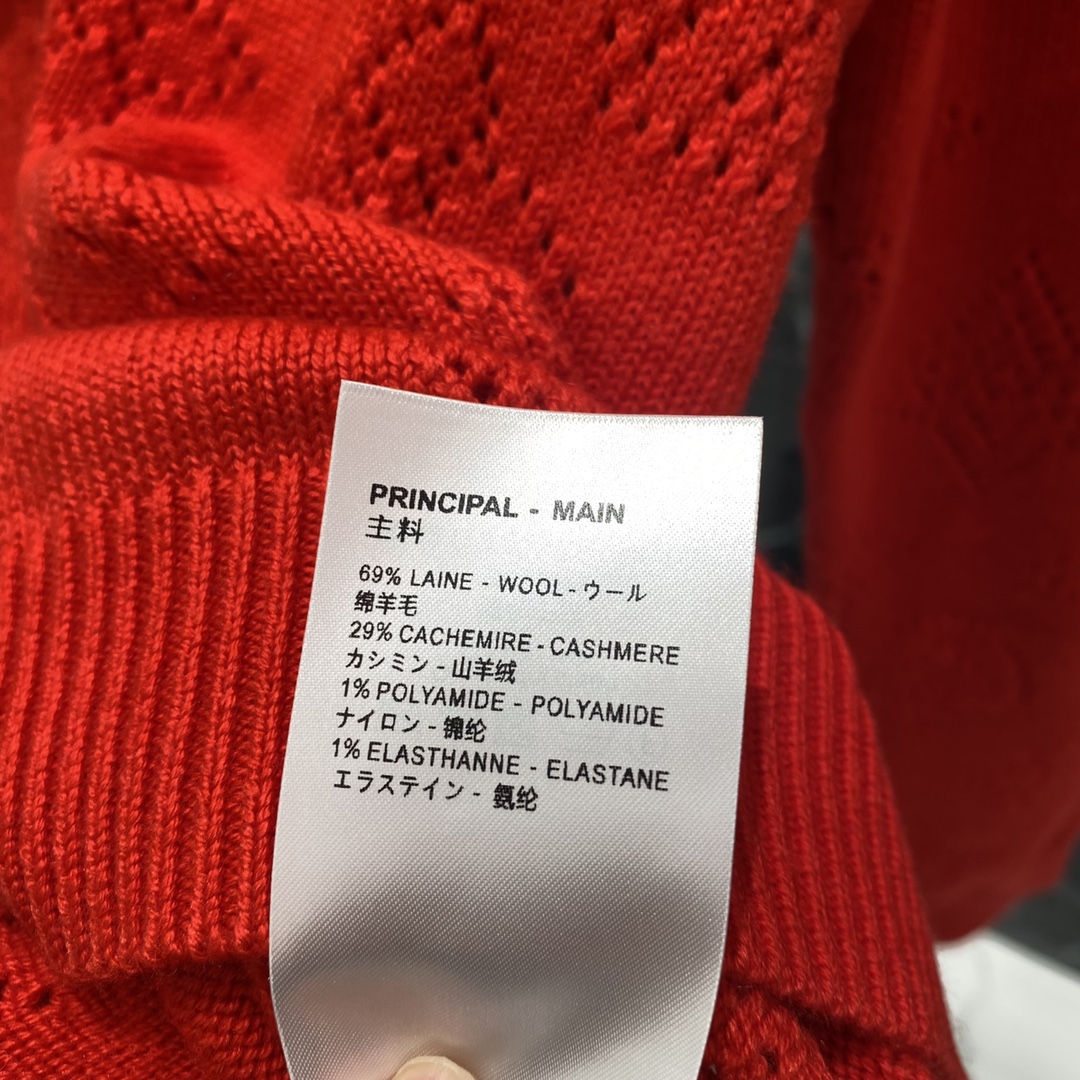 PRINCIPAL - MAIN
主料
69% LAINE - WOOL - ウール
绵羊毛
29% CACHEMIRE - CASHMERE
カシミン - 山羊绒
1% POLYAMIDE - POLYAMIDE
ナイロン - 锦纶
1% ELASTHANNE - ELASTANE
エラステイン - 氨纶